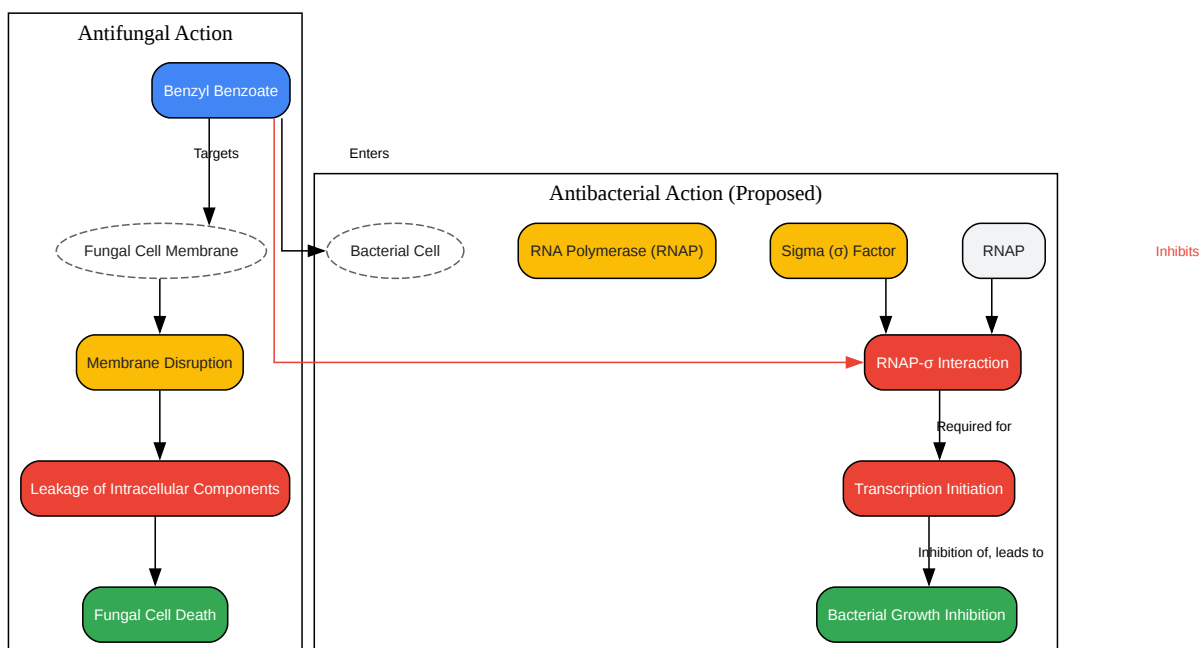 Antifungal Action
Benzyl Benzoate
Targets
Enters
Antibacterial Action (Proposed)
Fungal Cell Membrane
Bacterial Cell
RNA Polymerase (RNAP)
Sigma (σ) Factor
RNAP
Inhibits
Membrane Disruption
RNAP-σ Interaction
Required for
Leakage of Intracellular Components
Transcription Initiation
Inhibition of, leads to
Fungal Cell Death
Bacterial Growth Inhibition